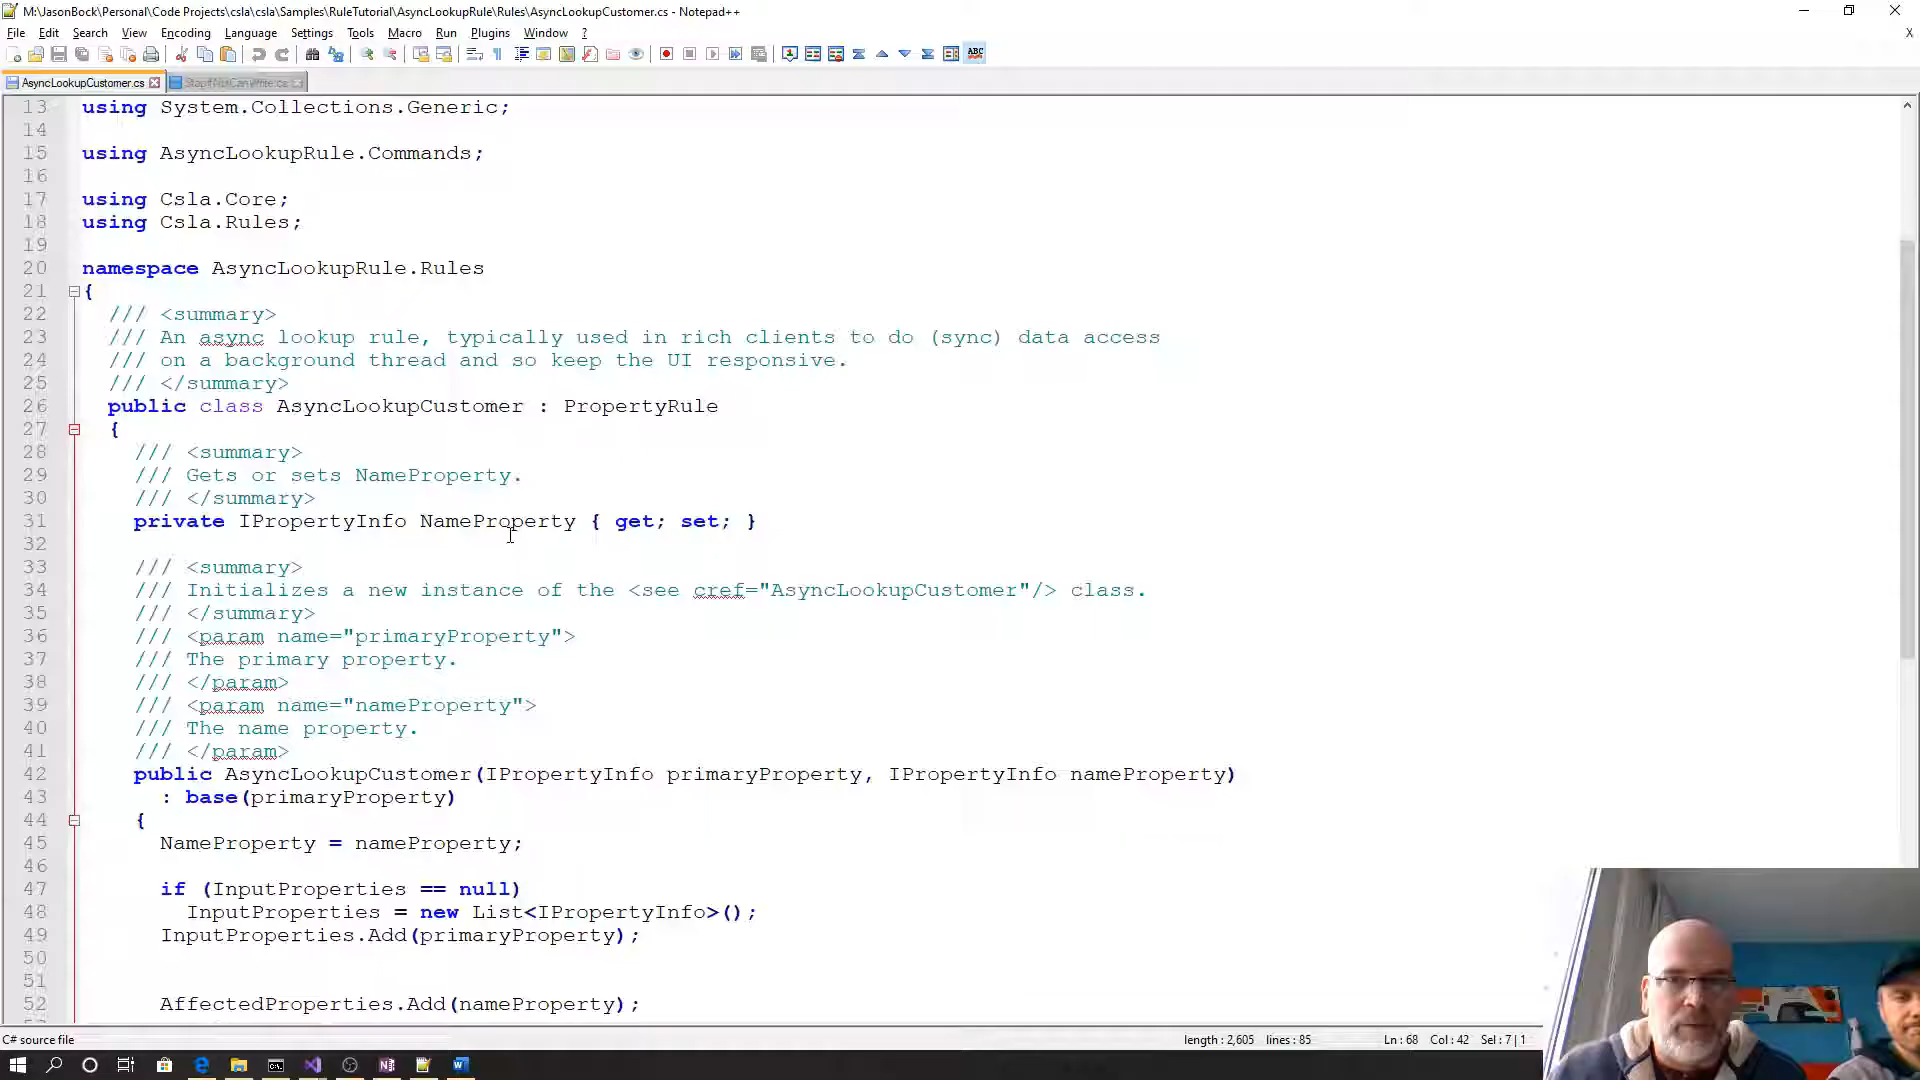 M:\JasonBock\Personal\Code Projects\csla\csla\Samples\RuleTutorial\AsyncLookupRule\Rules\AsyncLookupCustomer.cs - Notepad++
File Edit Search View Encoding Language Settings Tools Macro Run Plugins Window ? X
ABC
AsyncLookupCustomer.cs StopIfNotCanWrite.cs
13 using System.Collections.Generic;
14
15 using AsyncLookupRule.Commands;
16
17 using Csla.Core;
18 using Csla.Rules;
19
20 namespace AsyncLookupRule.Rules
21 {
22 /// <summary>
23 /// An async lookup rule, typically used in rich clients to do (sync) data access
24 /// on a background thread and so keep the UI responsive.
25 /// </summary>
26 public class AsyncLookupCustomer : PropertyRule
27 {
28 /// <summary>
29 /// Gets or sets NameProperty.
30 /// </summary>
31 private IPropertyInfo NameProperty { get; set; }
32
33 /// <summary>
34 /// Initializes a new instance of the <see cref="AsyncLookupCustomer"/> class.
35 /// </summary>
36 /// <param name="primaryProperty">
37 /// The primary property.
38 /// </param>
39 /// <param name="nameProperty">
40 /// The name property.
41 /// </param>
42 public AsyncLookupCustomer(IPropertyInfo primaryProperty, IPropertyInfo nameProperty)
43 : base(primaryProperty)
44 {
45 NameProperty = nameProperty;
46
47 if (InputProperties == null)
48 InputProperties = new List<IPropertyInfo>();
49 InputProperties.Add(primaryProperty);
50
51
52 AffectedProperties.Add(nameProperty);
C# source file length : 2,605 lines : 85 Ln : 68 Col : 42 Sel : 7 | 1